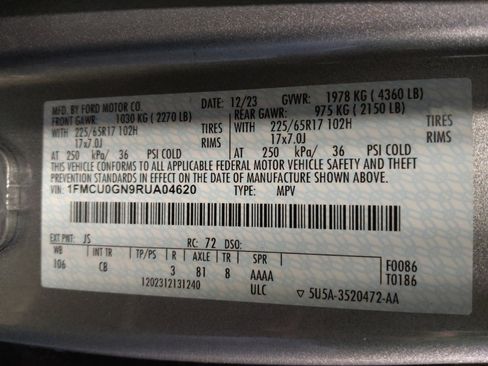 MFD. BY FORD MOTOR CO. DATE: 12/23 GVWR: 1978 KG ( 4360 LB)
FRONT GAWR: 1030 KG ( 2270 LB) REAR GAWR: 975 KG ( 2150 LB)
WITH 225/65R17 102H TIRES WITH 225/65R17 102H TIRES
17x7.0J RIMS 17x7.0J RIMS
AT 250 kPa/ 36 PSI COLD AT 250 kPa/ 36 PSI COLD
THIS VEHICLE CONFORMS TO ALL APPLICABLE FEDERAL MOTOR VEHICLE SAFETY AND THEFT
PREVENTION STANDARDS IN EFFECT ON THE DATE OF MANUFACTURE SHOWN ABOVE.
VIN: 1FMCU0GN9RUA04620 TYPE: MPV
EXT PNT: JS RC: 72 DSO:
WB TP/PS R AXLE TR SPR F0086
106 CB 3 81 8 AAAA T0186
1202312131240 ULC ▽ 5U5A-3520472-AA